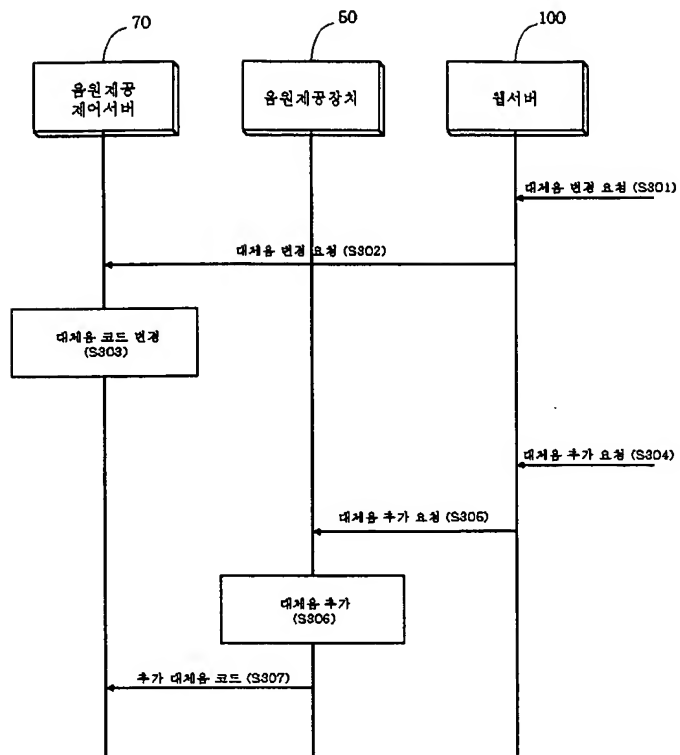 70
50
100
음원제공
제어서버
음원제공장치
웹서버
대체음 변경 요청 (S301)
대체음 변경 요청 (S302)
대체음 코드 변경
(S303)
대체음 추가 요청 (S304)
대체음 추가 요청 (S305)
대체음 추가
(S306)
추가 대체음 코드 (S307)